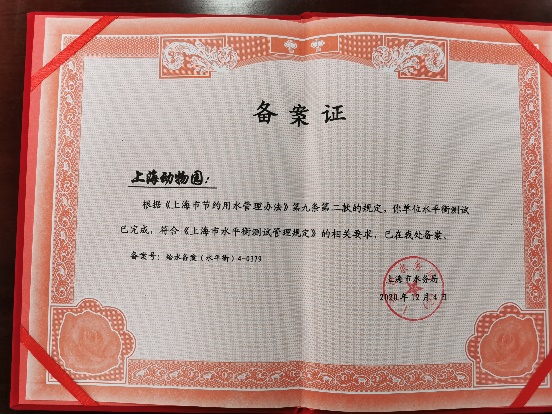 备案证
上海动物园：
根据《上海市节约用水管理办法》第九条第二款的规定，你单位水平衡测试
已完成，符合《上海市水平衡测试管理规定》的相关要求，已在我处备案。
备案号：给水备案（水平衡）4-0379
上海市水务局
2020年12月4日